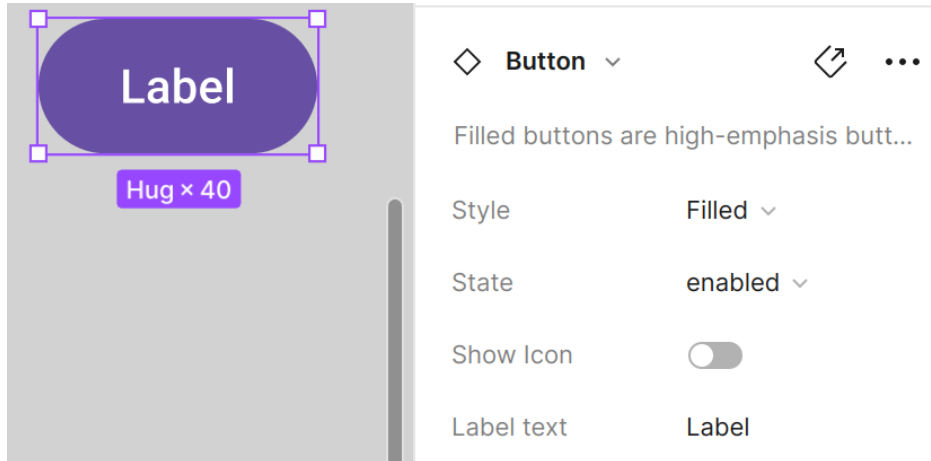 Label
Hug × 40
Button
Filled buttons are high-emphasis butt...
Style Filled
State enabled
Show Icon
Label text Label